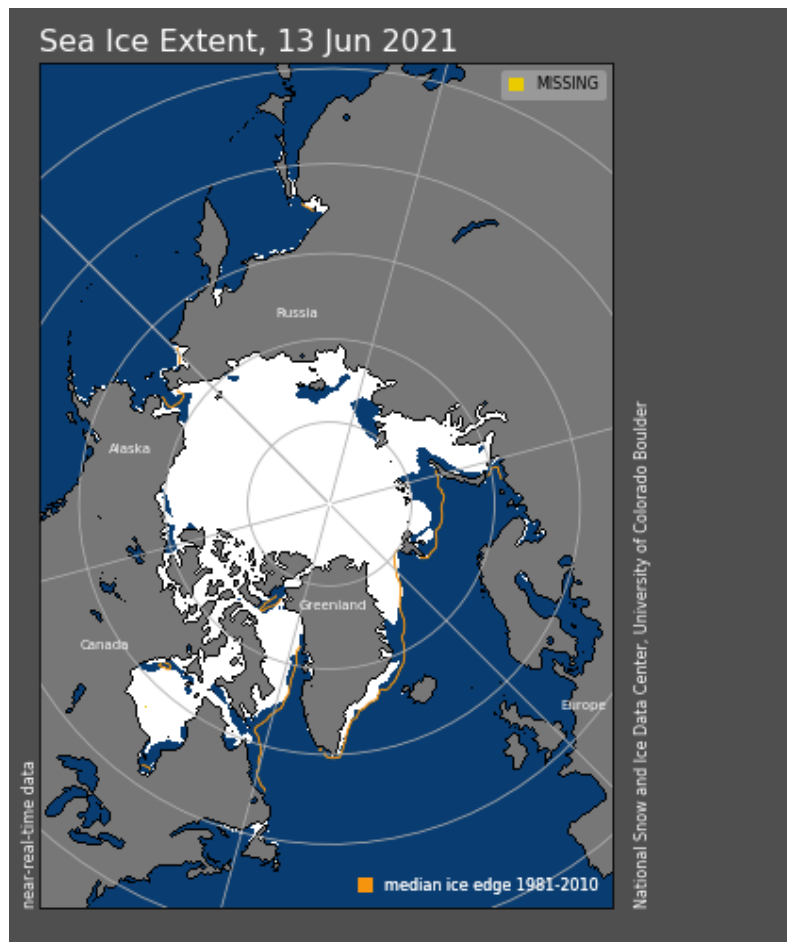 Sea Ice Extent, 13 Jun 2021
MISSING
Russia
Alaska
Greenland
Canada
Europe
near-real-time data
National Snow and Ice Data Center, University of Colorado Boulder
median ice edge 1981-2010